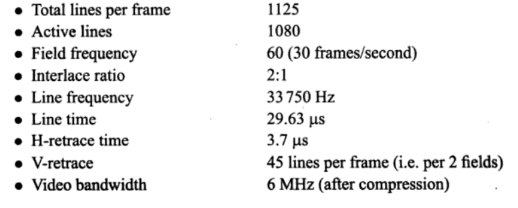 • Total lines per frame 1125
• Active lines 1080
• Field frequency 60 (30 frames/second)
• Interlace ratio 2:1
• Line frequency 33 750 Hz
• Line time 29.63 μs
• H-retrace time 3.7 μs
• V-retrace 45 lines per frame (i.e. per 2 fields)
• Video bandwidth 6 MHz (after compression)